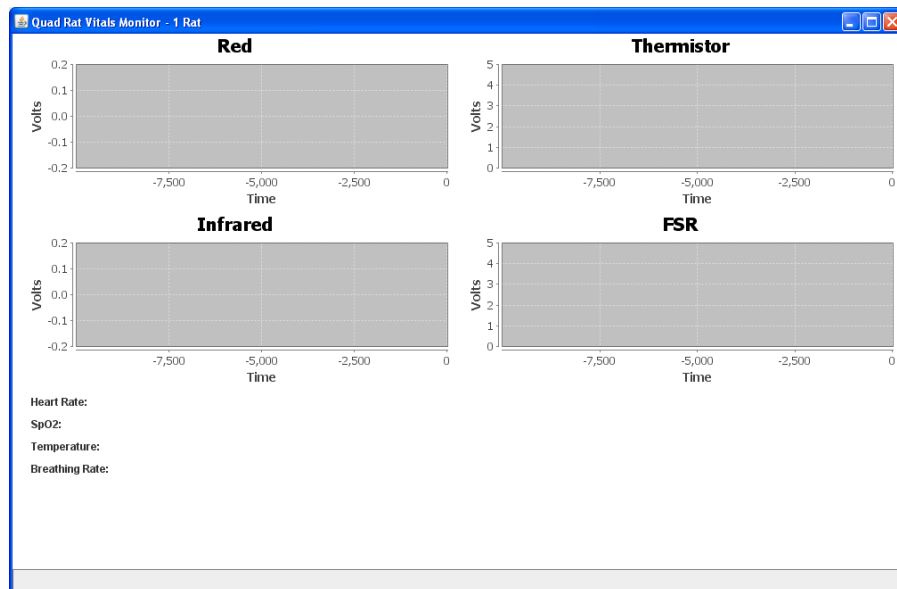 Quad Rat Vitals Monitor - 1 Rat
Red
0.2
0.1
0.0
-0.1
-0.2
Volts
-7,500 -5,000 -2,500 0
Time
Thermistor
5
4
3
2
1
0
Volts
-7,500 -5,000 -2,500 0
Time
Infrared
0.2
0.1
0.0
-0.1
-0.2
Volts
-7,500 -5,000 -2,500 0
Time
FSR
5
4
3
2
1
0
Volts
-7,500 -5,000 -2,500 0
Time
Heart Rate:
SpO2:
Temperature:
Breathing Rate: